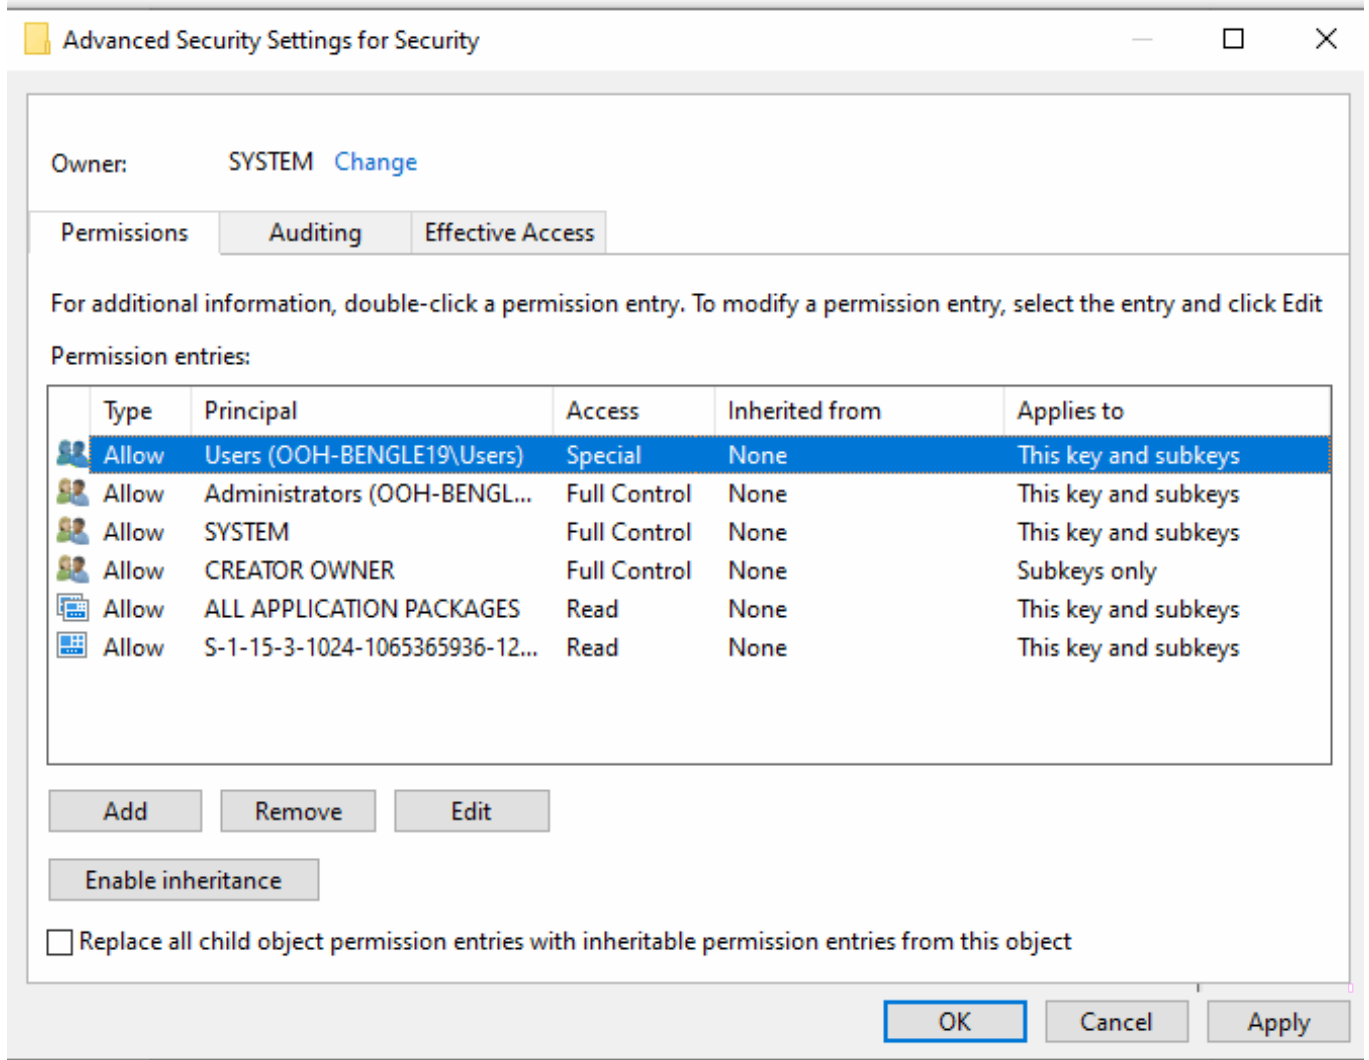 Advanced Security Settings for Security
Owner: SYSTEM Change
Permissions Auditing Effective Access
For additional information, double-click a permission entry. To modify a permission entry, select the entry and click Edit
Permission entries:
Type Principal Access Inherited from Applies to
Allow Users (OOH-BENGLE19\Users) Special None This key and subkeys
Allow Administrators (OOH-BENGL... Full Control None This key and subkeys
Allow SYSTEM Full Control None This key and subkeys
Allow CREATOR OWNER Full Control None Subkeys only
Allow ALL APPLICATION PACKAGES Read None This key and subkeys
Allow S-1-15-3-1024-1065365936-12... Read None This key and subkeys
Add Remove Edit
Enable inheritance
Replace all child object permission entries with inheritable permission entries from this object
OK Cancel Apply